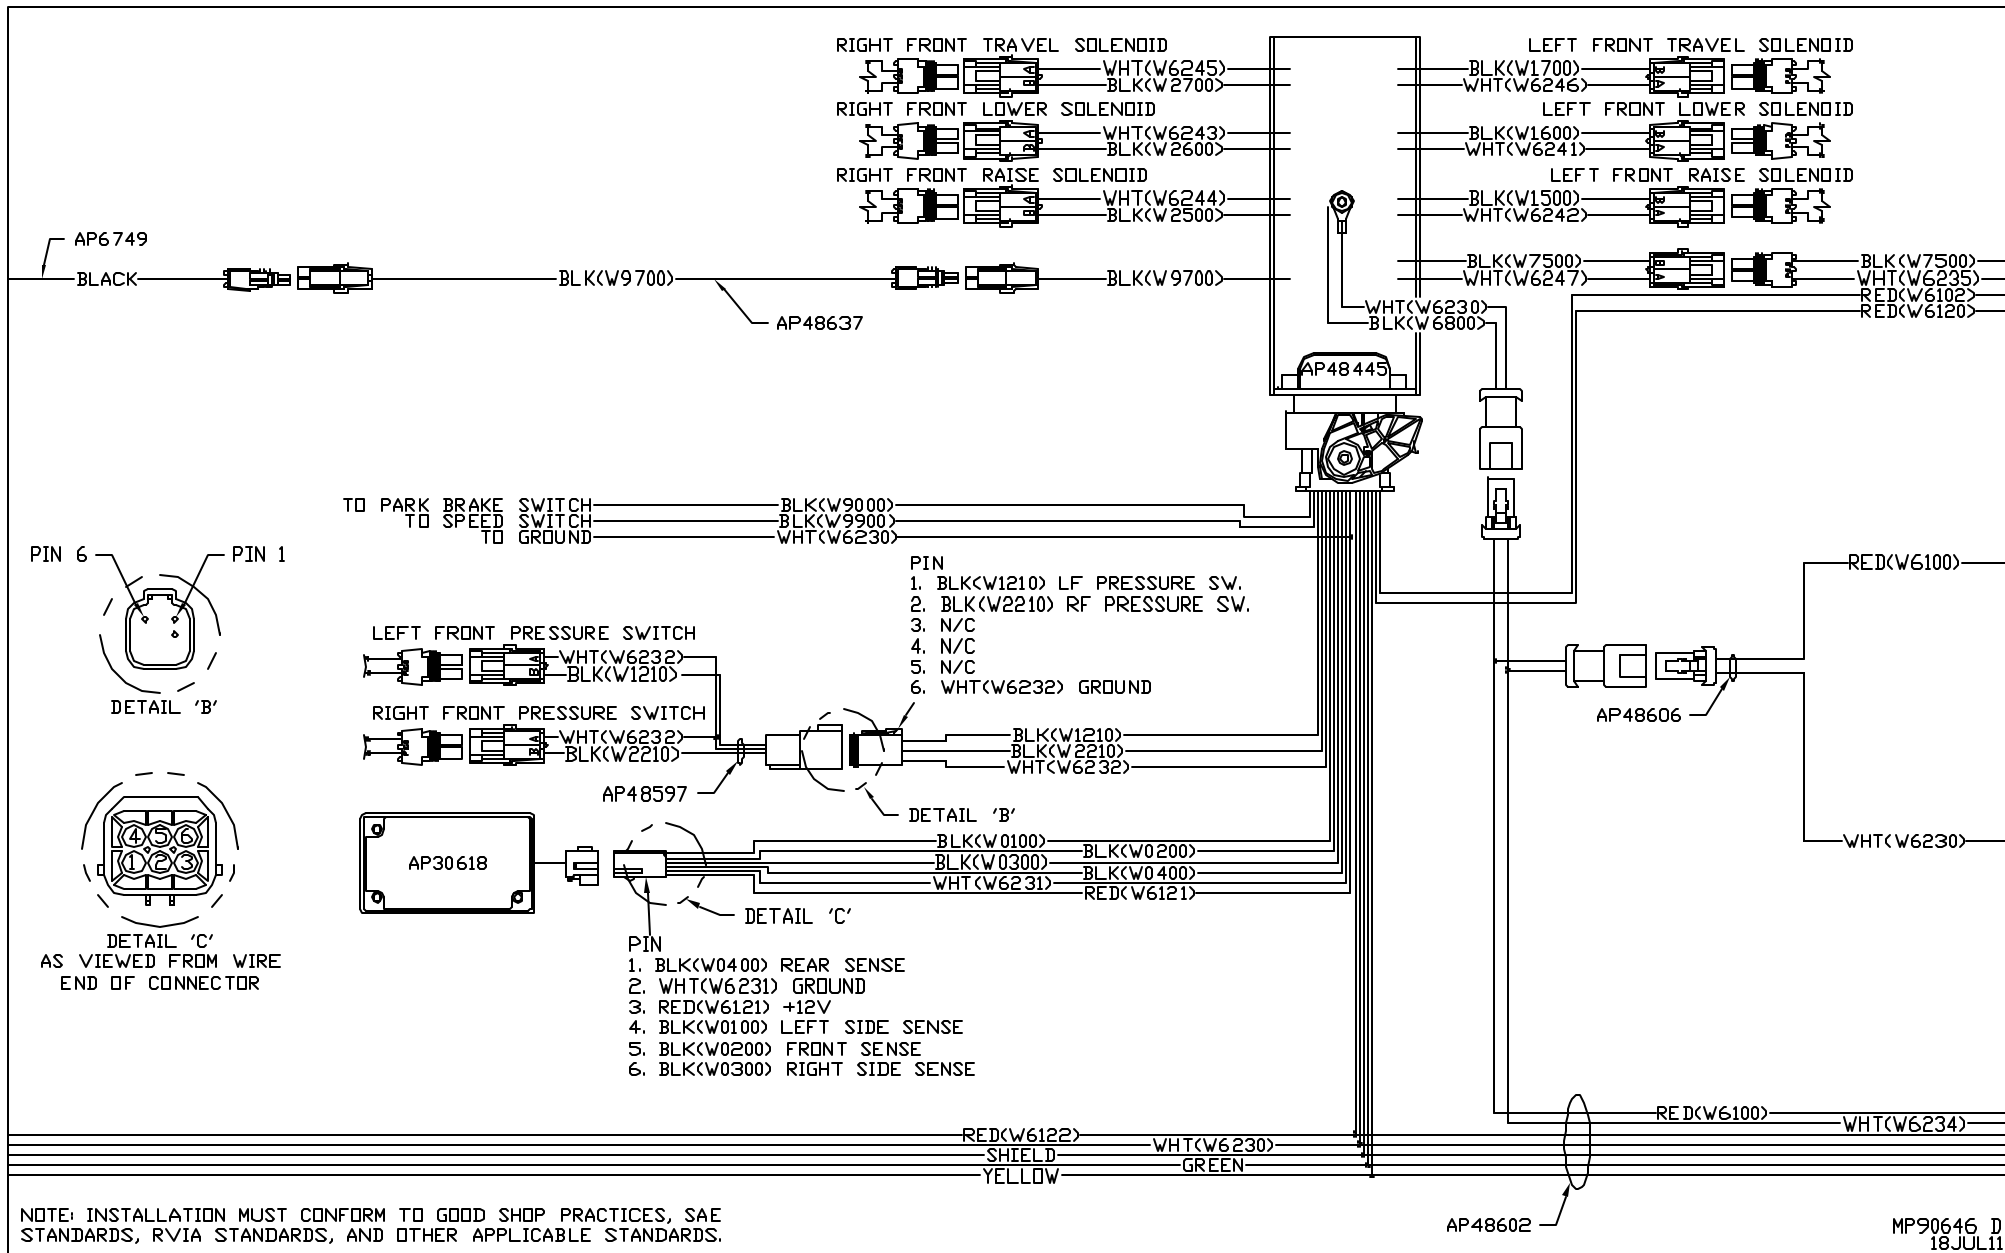 RIGHT FRONT TRAVEL SOLENOID
LEFT FRONT TRAVEL SOLENOID
A
B
WHT(W6245)
BLK(W2700)
BLK(W1700)
WHT(W6246)
B
A
RIGHT FRONT LOWER SOLENOID
LEFT FRONT LOWER SOLENOID
A
B
WHT(W6243)
BLK(W2600)
BLK(W1600)
WHT(W6241)
B
A
RIGHT FRONT RAISE SOLENOID
LEFT FRONT RAISE SOLENOID
A
B
WHT(W6244)
BLK(W2500)
BLK(W1500)
WHT(W6242)
B
A
AP6749
BLACK
BLK(W9700)
BLK(W9700)
AP48637
BLK(W7500)
WHT(W6247)
B
A
BLK(W7500)
WHT(W6235)
RED(W6102)
RED(W6120)
WHT(W6230)
BLK(W6800)
AP48445
TO PARK BRAKE SWITCH
BLK(W9000)
TO SPEED SWITCH
BLK(W9900)
TO GROUND
WHT(W6230)
PIN 6
PIN 1
DETAIL 'B'
PIN
1. BLK(W1210) LF PRESSURE SW.
2. BLK(W2210) RF PRESSURE SW.
3. N/C
4. N/C
5. N/C
6. WHT(W6232) GROUND
RED(W6100)
LEFT FRONT PRESSURE SWITCH
A
B
WHT(W6232)
BLK(W1210)
RIGHT FRONT PRESSURE SWITCH
A
B
WHT(W6232)
BLK(W2210)
AP48597
BLK(W1210)
BLK(W2210)
WHT(W6232)
DETAIL 'B'
AP48606
WHT(W6230)
AP30618
BLK(W0100)
BLK(W0200)
BLK(W0300)
BLK(W0400)
WHT(W6231)
RED(W6121)
DETAIL 'C'
4 5 6
1 2 3
DETAIL 'C'
AS VIEWED FROM WIRE
END OF CONNECTOR
PIN
1. BLK(W0400) REAR SENSE
2. WHT(W6231) GROUND
3. RED(W6121) +12V
4. BLK(W0100) LEFT SIDE SENSE
5. BLK(W0200) FRONT SENSE
6. BLK(W0300) RIGHT SIDE SENSE
RED(W6100)
WHT(W6234)
RED(W6122)
WHT(W6230)
SHIELD
GREEN
YELLOW
AP48602
NOTE: INSTALLATION MUST CONFORM TO GOOD SHOP PRACTICES, SAE
STANDARDS, RVIA STANDARDS, AND OTHER APPLICABLE STANDARDS.
MP90646 D
18JUL11